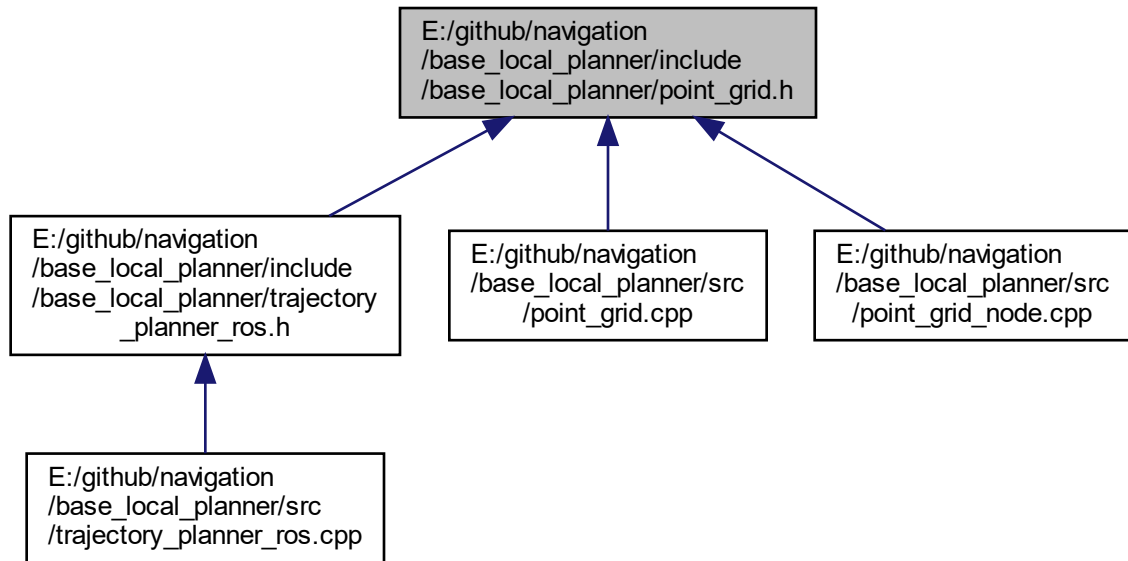 E:/github/navigation
/base_local_planner/include
/base_local_planner/point_grid.h
E:/github/navigation
/base_local_planner/include
/base_local_planner/trajectory
_planner_ros.h
E:/github/navigation
/base_local_planner/src
/point_grid.cpp
E:/github/navigation
/base_local_planner/src
/point_grid_node.cpp
E:/github/navigation
/base_local_planner/src
/trajectory_planner_ros.cpp